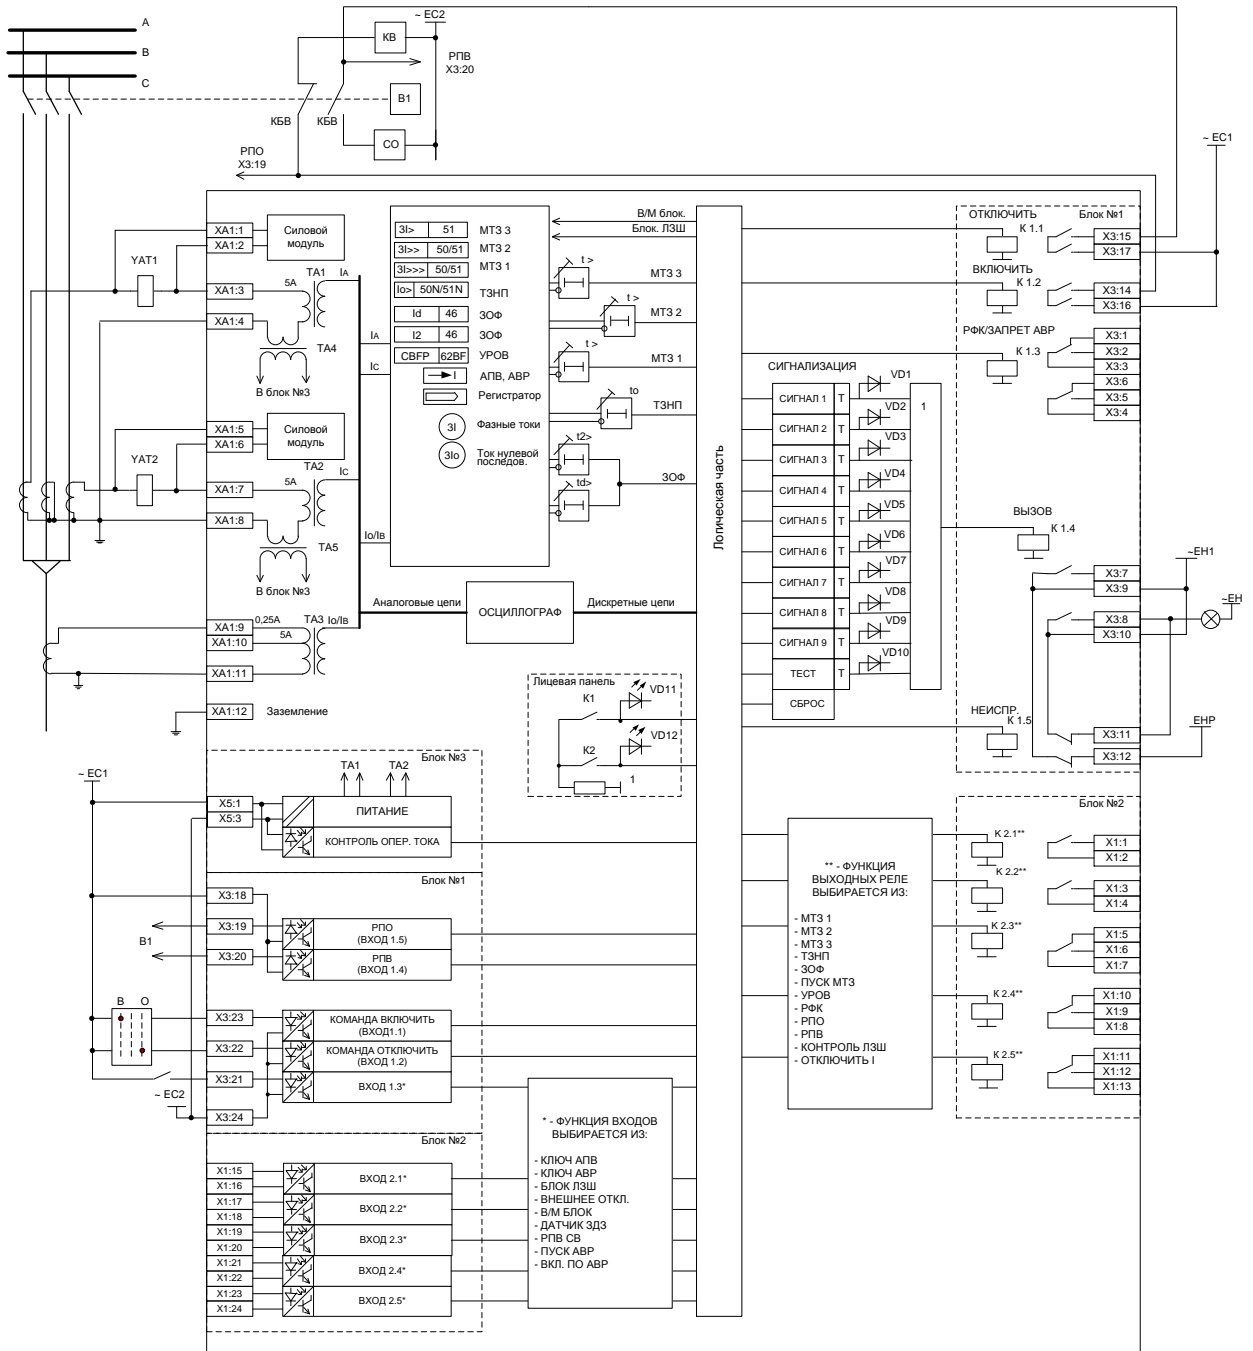 A
B
C
~ EC2
КВ
РПВ
X3:20
B1
КБВ
КБВ
СО
РПО
X3:19
~ EC1
XA1:1
XA1:2
Силовой
модуль
YAT1
XA1:3
5A
TA1
IA
XA1:4
TA4
В блок №3
XA1:5
XA1:6
Силовой
модуль
YAT2
TA2
IC
XA1:7
5A
XA1:8
TA5
В блок №3
XA1:9
0,25A
TA3
Io/IB
XA1:10
5A
XA1:11
XA1:12
Заземление
IA
IC
Io/IB
3I>
51
МТЗ 3
3I>>
50/51
МТЗ 2
3I>>>
50/51
МТЗ 1
Io>
50N/51N
ТЗНП
Id
46
ЗОФ
I2
46
ЗОФ
CBFP
62BF
УРОВ
I
АПВ, АВР
Регистратор
3I
Фазные токи
3Io
Ток нулевой
последов.
В/М блок.
Блок. ЛЗШ
t >
МТЗ 3
t >
МТЗ 2
t >
МТЗ 1
to
ТЗНП
t2>
ЗОФ
td>
Аналоговые цепи
ОСЦИЛЛОГРАФ
Дискретные цепи
Логическая часть
Лицевая панель
K1
VD11
K2
VD12
1
СИГНАЛИЗАЦИЯ
СИГНАЛ 1
T
VD1
СИГНАЛ 2
T
VD2
СИГНАЛ 3
T
VD3
СИГНАЛ 4
T
VD4
СИГНАЛ 5
T
VD5
СИГНАЛ 6
T
VD6
СИГНАЛ 7
T
VD7
СИГНАЛ 8
T
VD8
СИГНАЛ 9
T
VD9
ТЕСТ
T
VD10
СБРОС
1
ОТКЛЮЧИТЬ
Блок №1
К 1.1
X3:15
X3:17
ВКЛЮЧИТЬ
К 1.2
X3:14
X3:16
РФК/ЗАПРЕТ АВР
К 1.3
X3:1
X3:2
X3:3
X3:6
X3:5
X3:4
ВЫЗОВ
К 1.4
X3:7
X3:9
~EH1
X3:8
X3:10
~EH
НЕИСПР.
К 1.5
X3:11
X3:12
EHP
~ EC1
Блок №3
TA1
TA2
X5:1
X5:3
ПИТАНИЕ
КОНТРОЛЬ ОПЕР. ТОКА
Блок №1
X3:18
X3:19
РПО
(ВХОД 1.5)
B1
X3:20
РПВ
(ВХОД 1.4)
В
О
X3:23
КОМАНДА ВКЛЮЧИТЬ
(ВХОД1.1)
X3:22
КОМАНДА ОТКЛЮЧИТЬ
(ВХОД 1.2)
X3:21
ВХОД 1.3*
~ EC2
X3:24
Блок №2
X1:15
X1:16
ВХОД 2.1*
X1:17
X1:18
ВХОД 2.2*
X1:19
X1:20
ВХОД 2.3*
X1:21
X1:22
ВХОД 2.4*
X1:23
X1:24
ВХОД 2.5*
* - ФУНКЦИЯ ВХОДОВ
ВЫБИРАЕТСЯ ИЗ:
- КЛЮЧ АПВ
- КЛЮЧ АВР
- БЛОК ЛЗШ
- ВНЕШНЕЕ ОТКЛ.
- В/М БЛОК
- ДАТЧИК ЗДЗ
- РПВ СВ
- ПУСК АВР
- ВКЛ. ПО АВР
** - ФУНКЦИЯ
ВЫХОДНЫХ РЕЛЕ
ВЫБИРАЕТСЯ ИЗ:
- МТЗ 1
- МТЗ 2
- МТЗ 3
- ТЗНП
- ЗОФ
- ПУСК МТЗ
- УРОВ
- РФК
- РПО
- РПВ
- КОНТРОЛЬ ЛЗШ
- ОТКЛЮЧИТЬ I
Блок №2
К 2.1**
X1:1
X1:2
К 2.2**
X1:3
X1:4
К 2.3**
X1:5
X1:6
X1:7
К 2.4**
X1:10
X1:9
X1:8
К 2.5**
X1:11
X1:12
X1:13